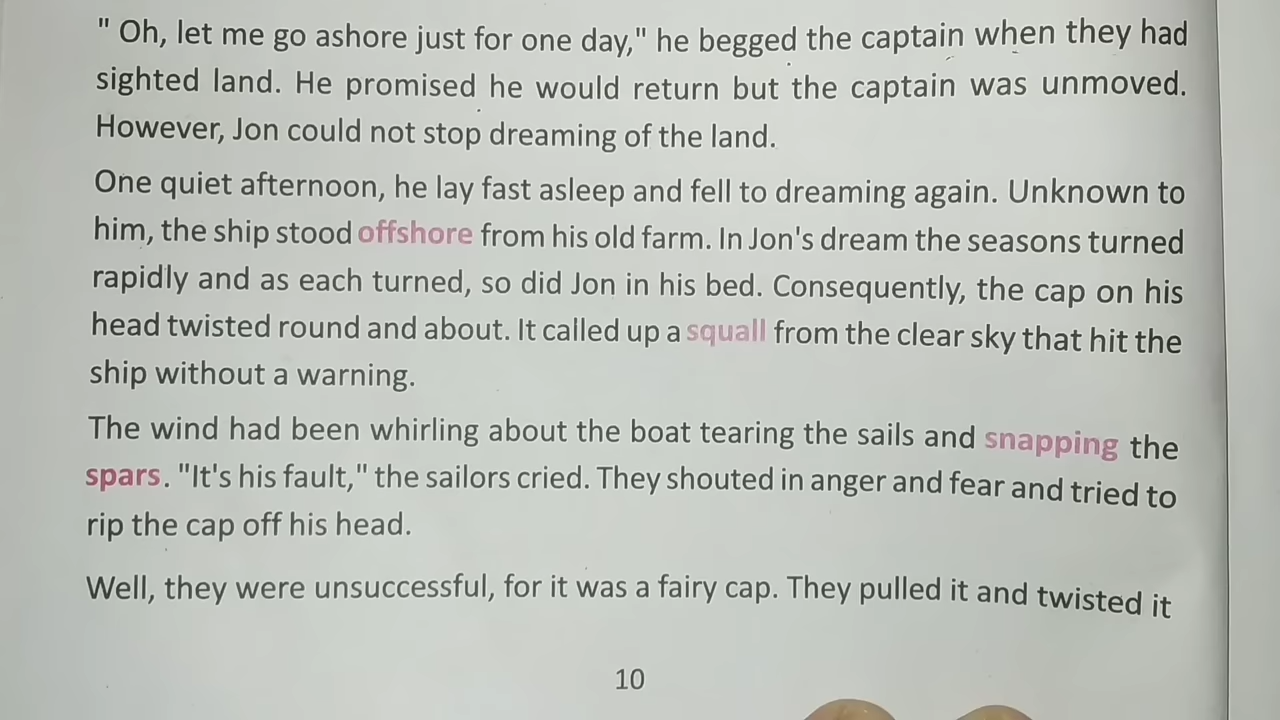 " Oh, let me go ashore just for one day," he begged the captain when they had
sighted land. He promised he would return but the captain was unmoved.
However, Jon could not stop dreaming of the land.
One quiet afternoon, he lay fast asleep and fell to dreaming again. Unknown to
him, the ship stood offshore from his old farm. In Jon's dream the seasons turned
rapidly and as each turned, so did Jon in his bed. Consequently, the cap on his
head twisted round and about. It called up a squall from the clear sky that hit the
ship without a warning.
The wind had been whirling about the boat tearing the sails and snapping the
spars. "It's his fault," the sailors cried. They shouted in anger and fear and tried to
rip the cap off his head.
Well, they were unsuccessful, for it was a fairy cap. They pulled it and twisted it
10